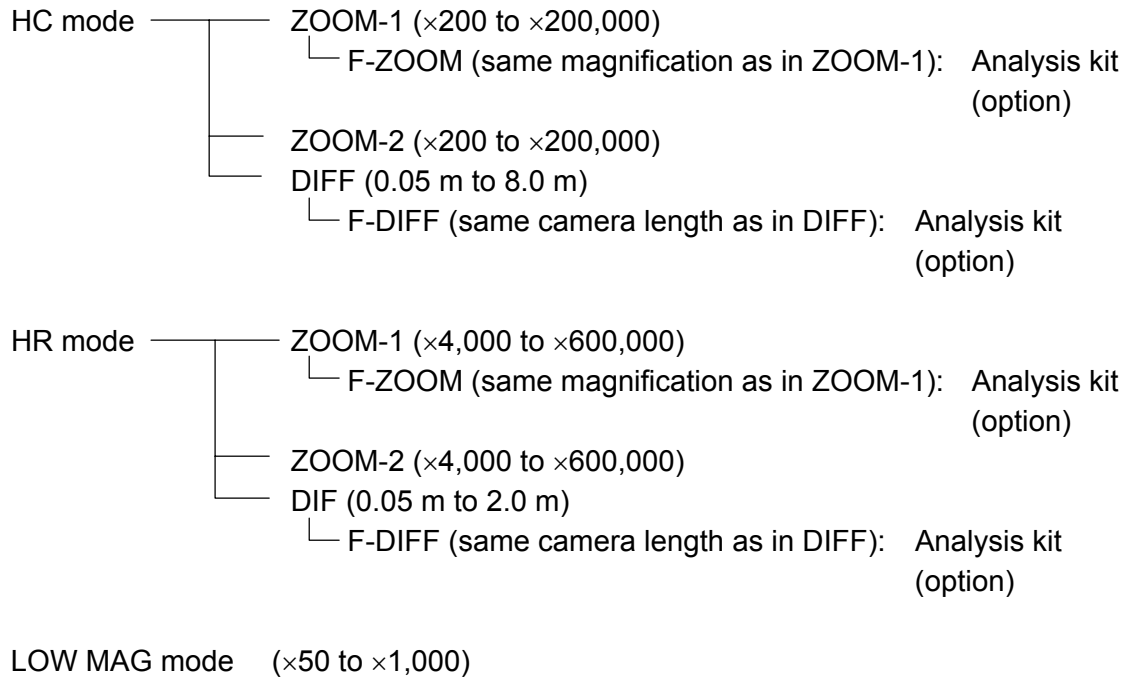 HC mode ZOOM-1 (×200 to ×200,000)
F-ZOOM (same magnification as in ZOOM-1): Analysis kit
(option)
ZOOM-2 (×200 to ×200,000)
DIFF (0.05 m to 8.0 m)
F-DIFF (same camera length as in DIFF): Analysis kit
(option)
HR mode ZOOM-1 (×4,000 to ×600,000)
F-ZOOM (same magnification as in ZOOM-1): Analysis kit
(option)
ZOOM-2 (×4,000 to ×600,000)
DIF (0.05 m to 2.0 m)
F-DIFF (same camera length as in DIFF): Analysis kit
(option)
LOW MAG mode (×50 to ×1,000)